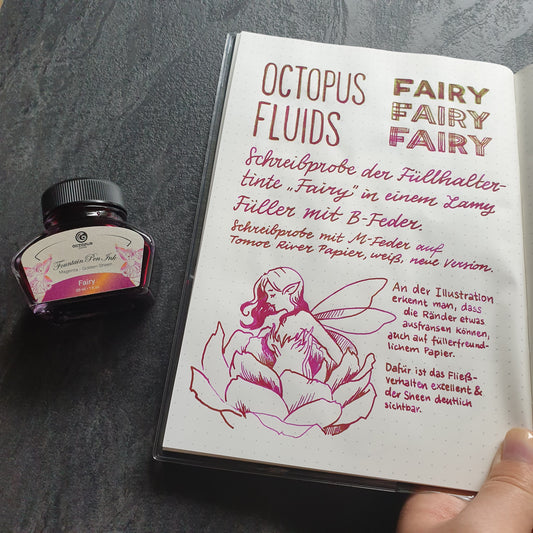 OCTOPUS
FLUIDS
FAIRY
FAIRY
FAIRY
Schreibprobe der Füllhalter-
tinte „Fairy" in einem Lamy
Füller mit B-Feder.
Schreibprobe mit M-Feder auf
Tomoe River Papier, weiß, neue Version.
An der Illustration
erkennt man, dass
die Ränder etwas
ausfransen können,
auch auf füllerfreund-
lichem Papier.
Dafür ist das Fließ-
verhalten excellent &
der Sheen deutlich
sichtbar.
OCTOPUS
Fountain Pen Ink
Magenta - Golden Sheen
Fairy